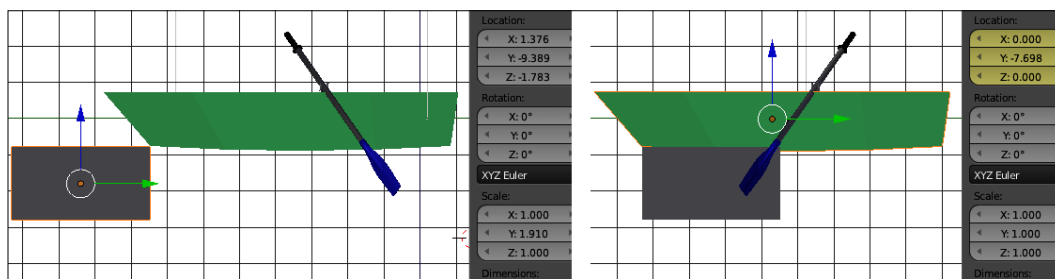 Location:
X: 1.376
Y: -9.389
Z: -1.783
Rotation:
X: 0°
Y: 0°
Z: 0°
XYZ Euler
Scale:
X: 1.000
Y: 1.910
Z: 1.000
Dimensions:
Location:
X: 0.000
Y: -7.698
Z: 0.000
Rotation:
X: 0°
Y: 0°
Z: 0°
XYZ Euler
Scale:
X: 1.000
Y: 1.000
Z: 1.000
Dimensions: